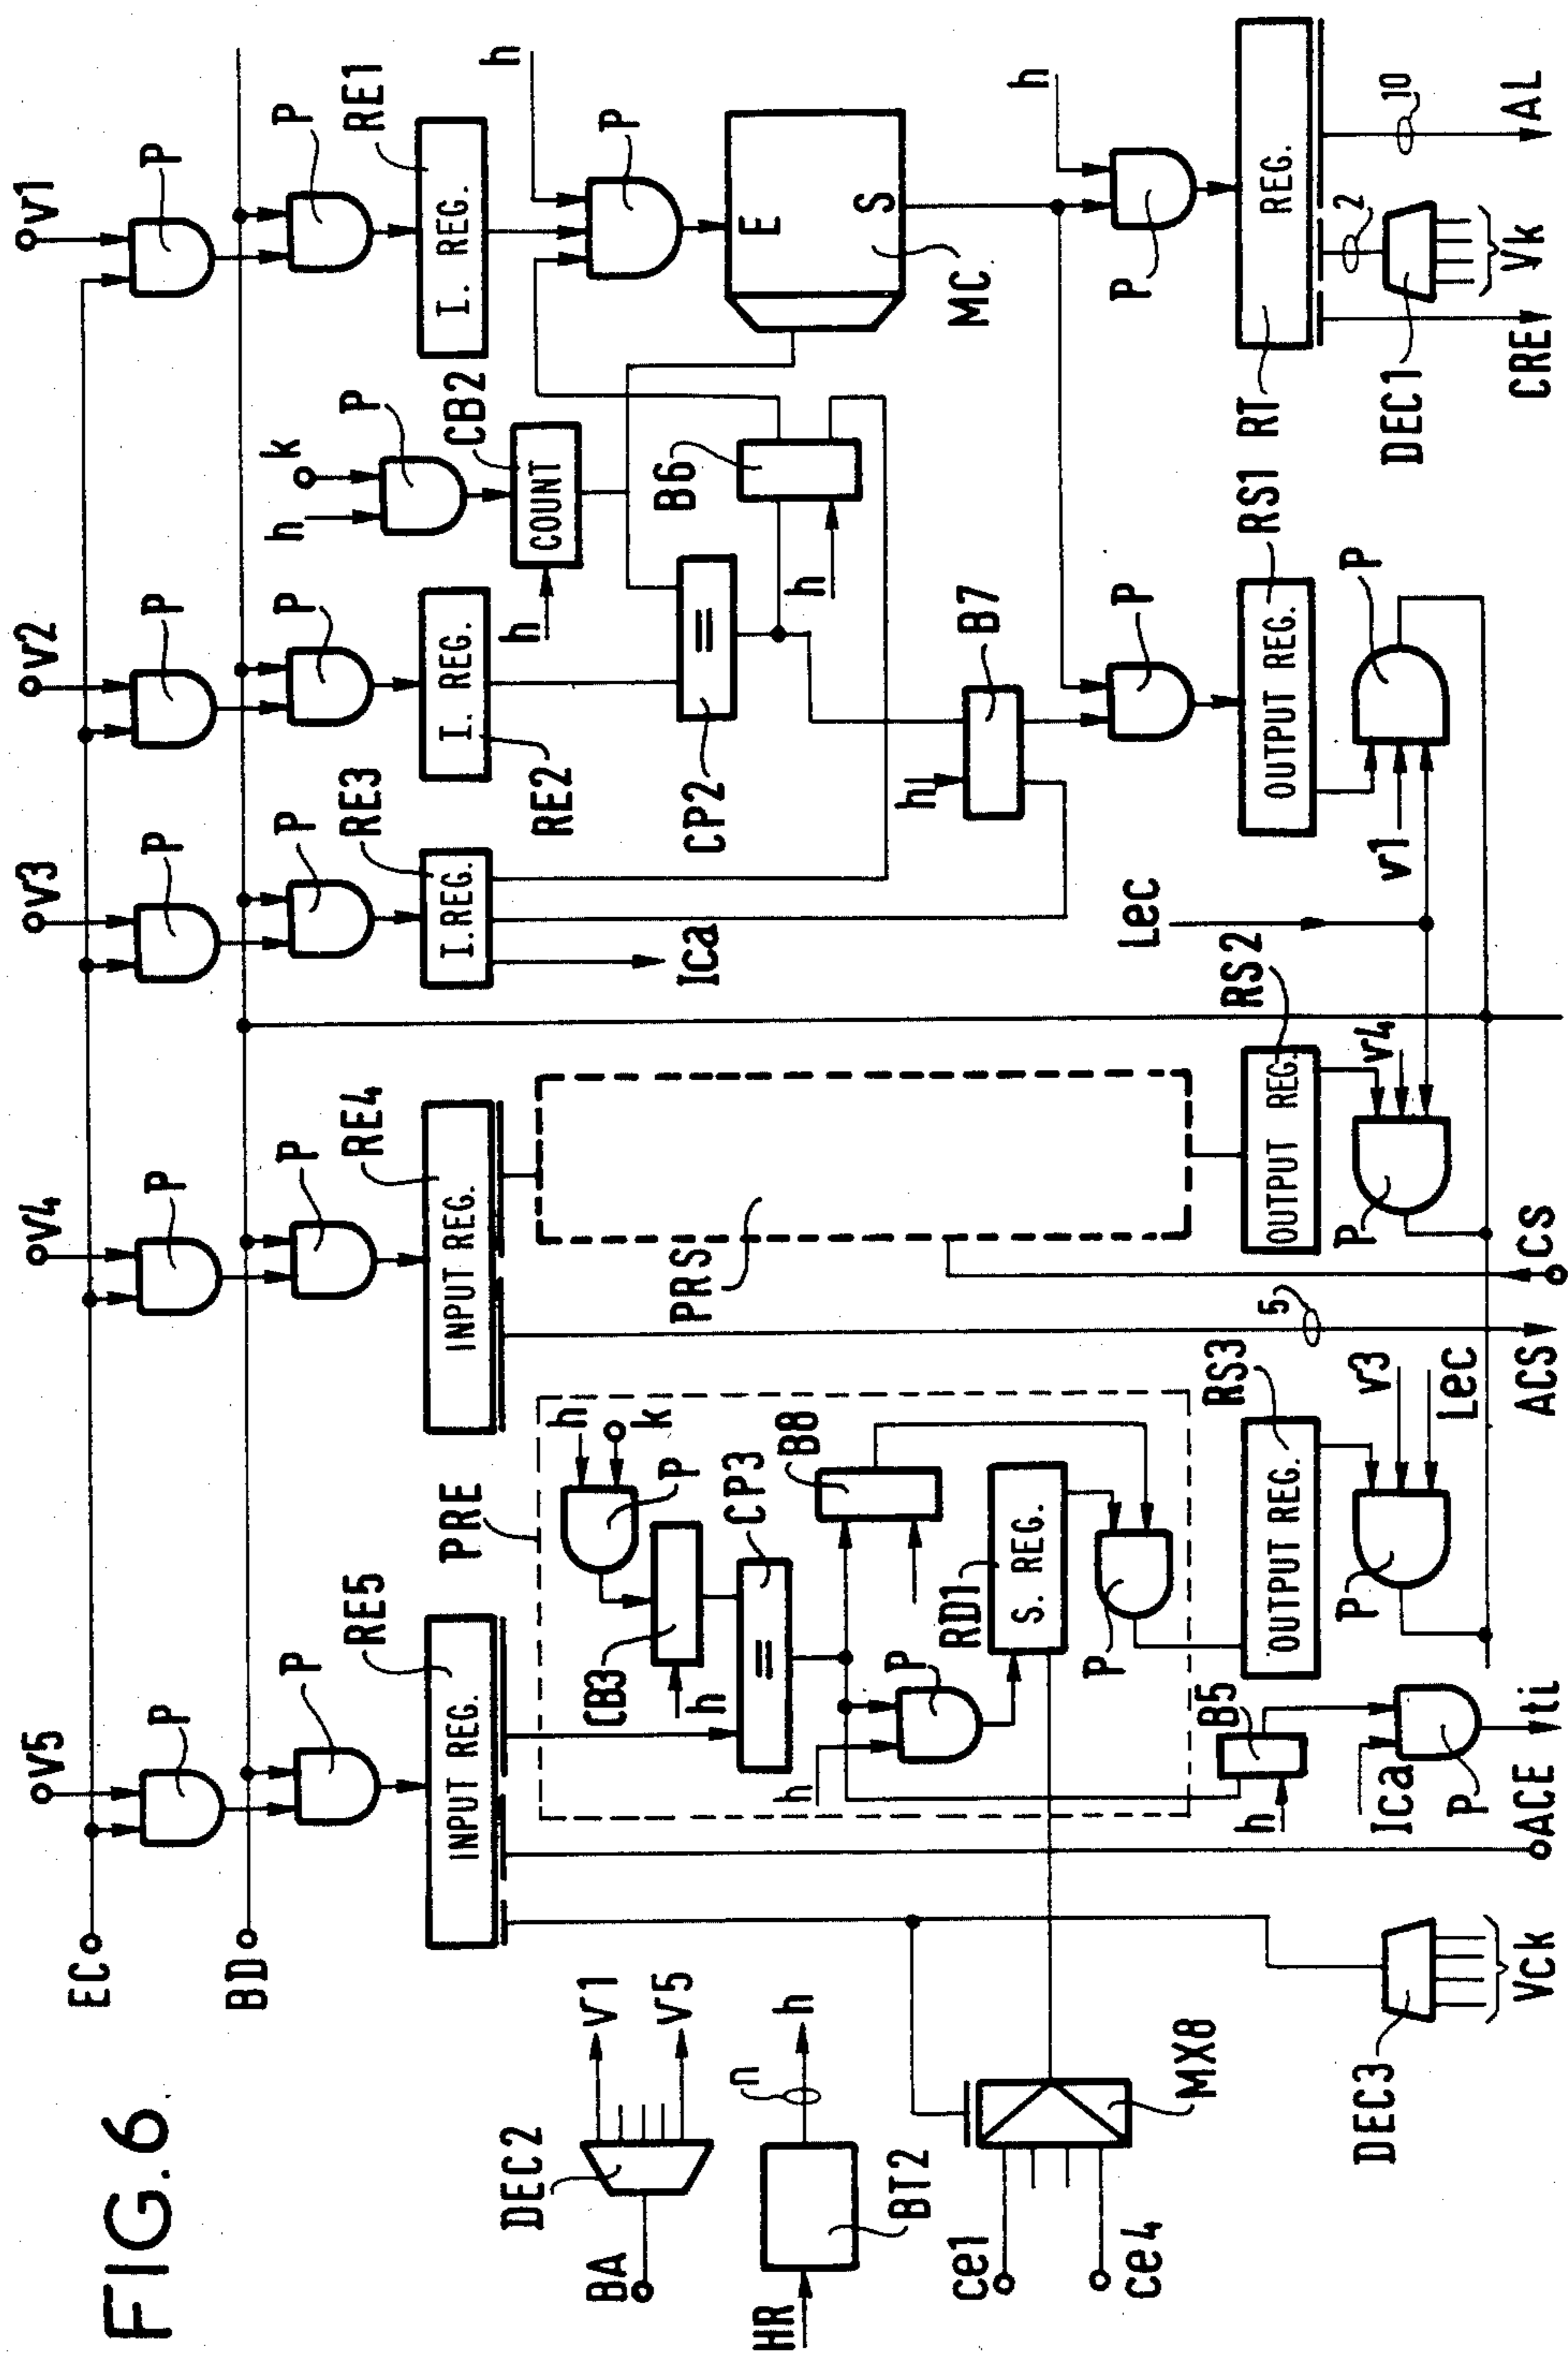 FIG.6
EC
BD
v5
v4
v3
v2
v1
P
P
P
P
P
P
P
P
P
P
RE5
RE4
RE3
RE2
RE1
INPUT REG.
INPUT REG.
I.REG.
I. REG.
I. REG.
h
k
P
CB2
COUNT
h
h
P
DEC2
BA
v1
v5
HR
BT2
n
h
PRE
h
k
P
CB3
h
CP3
=
B8
h
P
RD1
S. REG.
P
PRS
Ica
CP2
=
B6
h
B7
h
E
S
MC
P
h
P
ce1
ce4
MX8
B5
h
Ica
P
RS3
OUTPUT REG.
v3
Lec
P
RS2
OUTPUT REG.
v4
P
Lec
v1
RS1
OUTPUT REG.
P
RT
REG.
DEC3
Vck
ACE
ti
5
ACS
CS
DEC1
2
10
CRE
Vk
AL